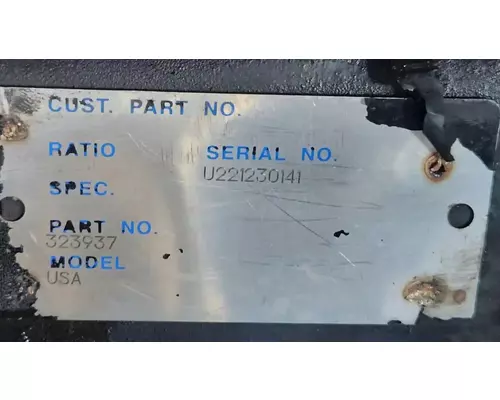 CUST. PART NO.
RATIO SERIAL NO.
U221230141
SPEC.
PART NO.
323937
MODEL
USA